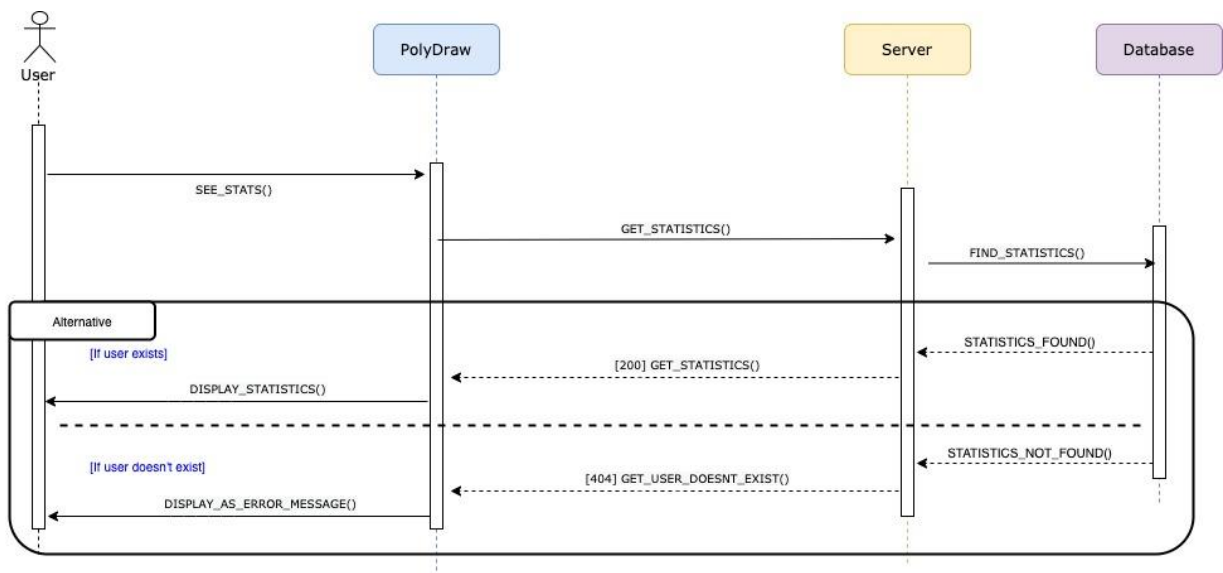 User
PolyDraw
Server
Database
SEE_STATS()
GET_STATISTICS()
FIND_STATISTICS()
Alternative
[If user exists]
STATISTICS_FOUND()
[200] GET_STATISTICS()
DISPLAY_STATISTICS()
[If user doesn't exist]
STATISTICS_NOT_FOUND()
[404] GET_USER_DOESNT_EXIST()
DISPLAY_AS_ERROR_MESSAGE()